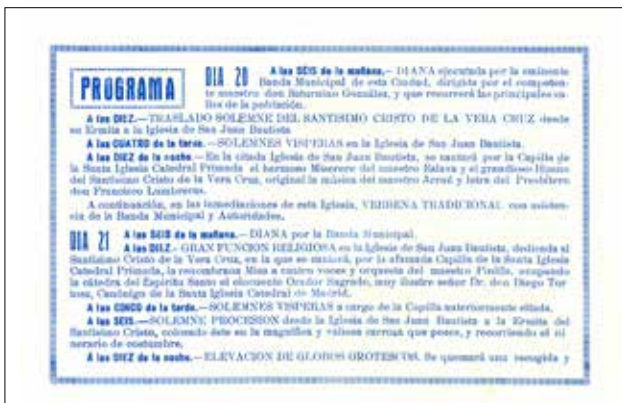 PROGRAMA
DIA 20 A las SEIS de la mañana.—DIANA ejecutada por la eminente
Banda Municipal de esta Ciudad, dirigida por el competen-
te maestro don Saturnino González, y que recorrerá las principales ca-
lles de la población.
A las DIEZ.—TRASLADO SOLEMNE DEL SANTISIMO CRISTO DE LA VERA CRUZ desde
su Ermita a la Iglesia de San Juan Bautista
A las CUATRO de la tarde.—SOLEMNES VISPERAS en la Iglesia de San Juan Bautista.
A las DIEZ de la noche.—En la citada Iglesia de San Juan Bautista, se cantará por la Capilla de
la Santa Iglesia Catedral Primada el hermoso Miserere del maestro Eslava y el grandioso Himno
del Santísimo Cristo de la Vera Cruz, original la música del maestro y letra del Presbítero
don Francisco Lumbreras.
A continuación, en las inmediaciones de esta Iglesia, VERBENA TRADICIONAL con asisten-
cia de la Banda Municipal y Autoridades.
DIA 21 A las SEIS de la mañana.—DIANA por la Banda Municipal.
A las DIEZ.—GRAN FUNCION RELIGIOSA en la Iglesia de San Juan Bautista, dedicada al
Santísimo Cristo de la Vera Cruz, en la que se cantará, por la afamada Capilla de la Santa Iglesia
Catedral Primada, la renombrada Misa a cuatro voces y orquesta del maestro Pinilla, ocupando
la cátedra del Espíritu Santo el elocuente Orador Sagrado, muy ilustre señor Dr. don Diego Tor
tosa, Canónigo de la Santa Iglesia Catedral de Madrid.
A las CINCO de la tarde.—SOLEMNES VISPERAS a cargo de la Capilla anteriormente citada.
A las SEIS.—SOLEMNE PROCESION desde la Iglesia de San Juan Bautista a la Ermita del
Santísimo Cristo, colocado éste en la magnífica y valiosa carroza que posee, y recorriendo el iti
nerario de costumbre.
A las DIEZ de la noche.—ELEVACION DE GLOBOS GROTESCOS. Se quemará una escogida y